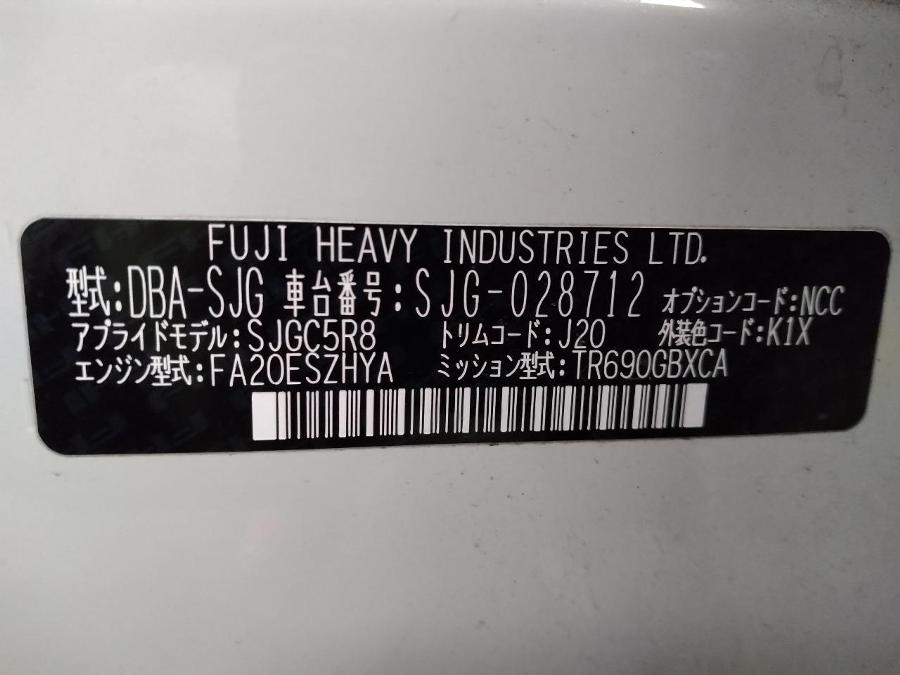 FUJI HEAVY INDUSTRIES LTD.
型式:DBA-SJG 車台番号:SJG-028712 オプションコード:NCC
アプライドモデル:SJGC5R8 トリムコード:J20 外装色コード:K1X
エンジン型式:FA20ESZHYA ミッション型式:TR690GBXCA